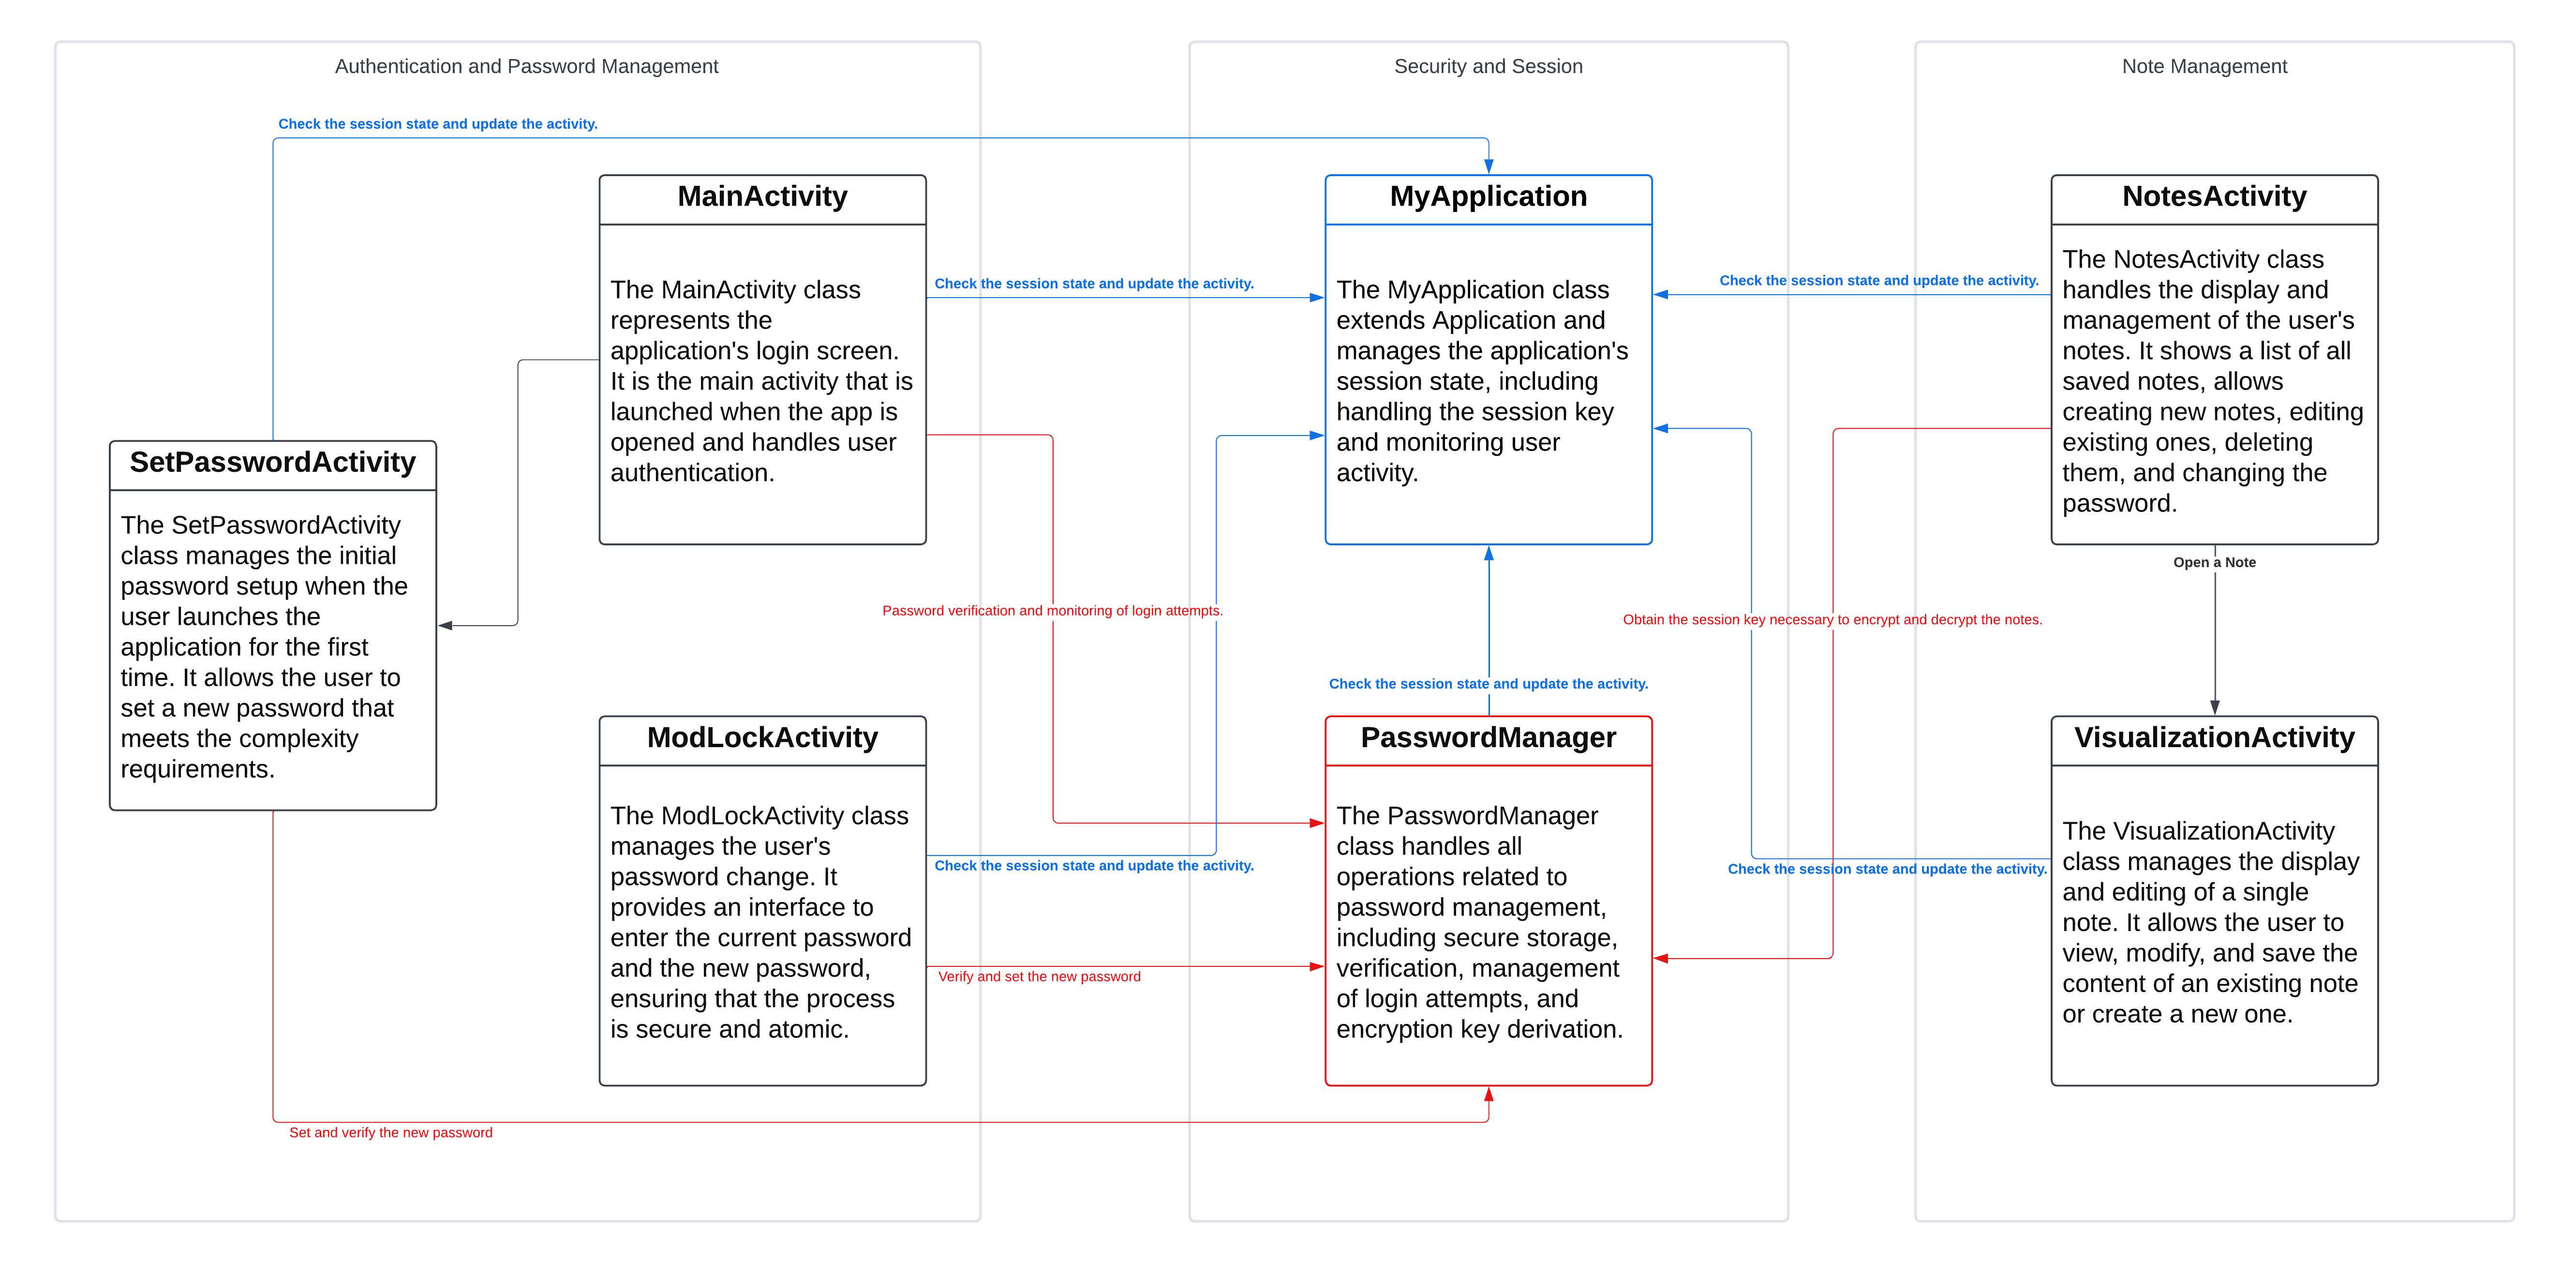 Authentication and Password Management
Security and Session
Note Management
Check the session state and update the activity.
MainActivity
The MainActivity class
represents the
application's login screen.
It is the main activity that is
launched when the app is
opened and handles user
authentication.
Check the session state and update the activity.
MyApplication
The MyApplication class
extends Application and
manages the application's
session state, including
handling the session key
and monitoring user
activity.
Check the session state and update the activity.
NotesActivity
The NotesActivity class
handles the display and
management of the user's
notes. It shows a list of all
saved notes, allows
creating new notes, editing
existing ones, deleting
them, and changing the
password.
SetPasswordActivity
The SetPasswordActivity
class manages the initial
password setup when the
user launches the
application for the first
time. It allows the user to
set a new password that
meets the complexity
requirements.
Open a Note
Password verification and monitoring of login attempts.
Obtain the session key necessary to encrypt and decrypt the notes.
Check the session state and update the activity.
ModLockActivity
The ModLockActivity class
manages the user's
password change. It
provides an interface to
enter the current password
and the new password,
ensuring that the process
is secure and atomic.
Check the session state and update the activity.
Verify and set the new password
PasswordManager
The PasswordManager
class handles all
operations related to
password management,
including secure storage,
verification, management
of login attempts, and
encryption key derivation.
Check the session state and update the activity.
VisualizationActivity
The VisualizationActivity
class manages the display
and editing of a single
note. It allows the user to
view, modify, and save the
content of an existing note
or create a new one.
Set and verify the new password